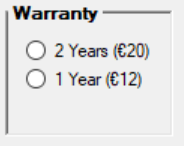 Warranty
2 Years (€20)
1 Year (€12)